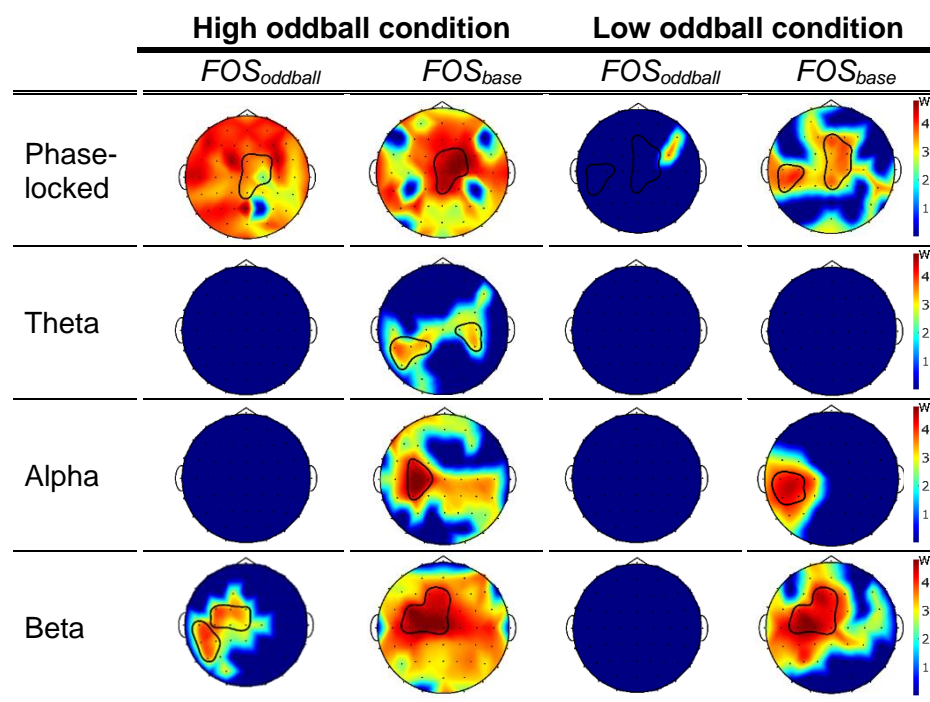 High oddball condition Low oddball condition
FOSoddball FOSbase FOSoddball FOSbase
Phase-
locked
W
4
3
2
1
Theta
W
4
3
2
1
Alpha
W
4
3
2
1
Beta
W
4
3
2
1